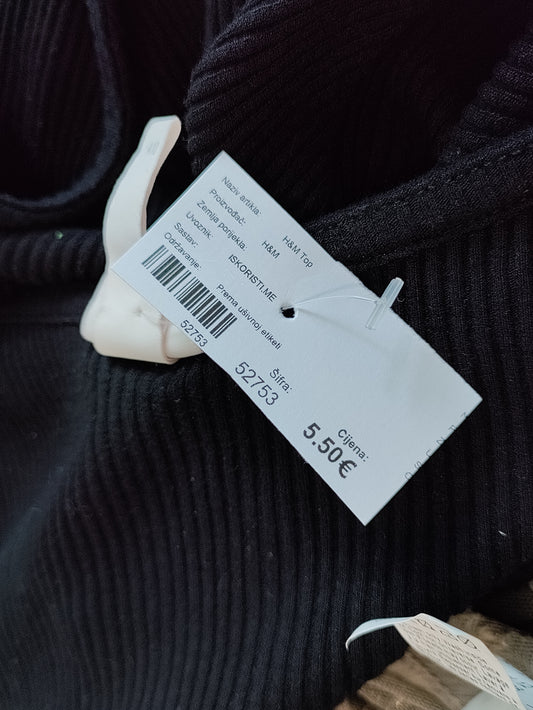 Naziv artikla: H&M Top
Proizvođač: H&M
Zemlja porijekla:
Uvoznik: ISKORISTI.ME
Sastav:
Održavanje: Prema ušivnoj etiketi
52753
Šifra:
52753
Cijena:
5.50€